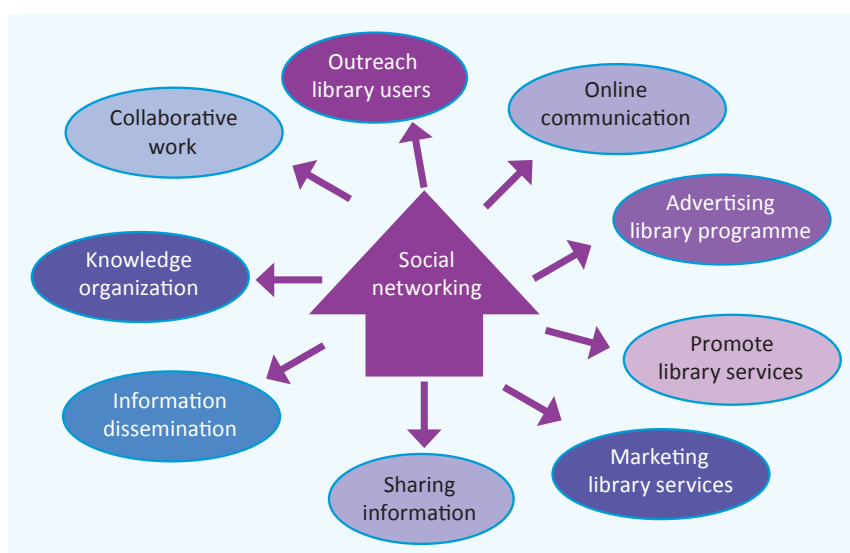 Outreach
library users
Online
communication
Collaborative
work
Advertising
library programme
Knowledge
organization
Social
networking
Promote
library services
Information
dissemination
Marketing
library services
Sharing
information